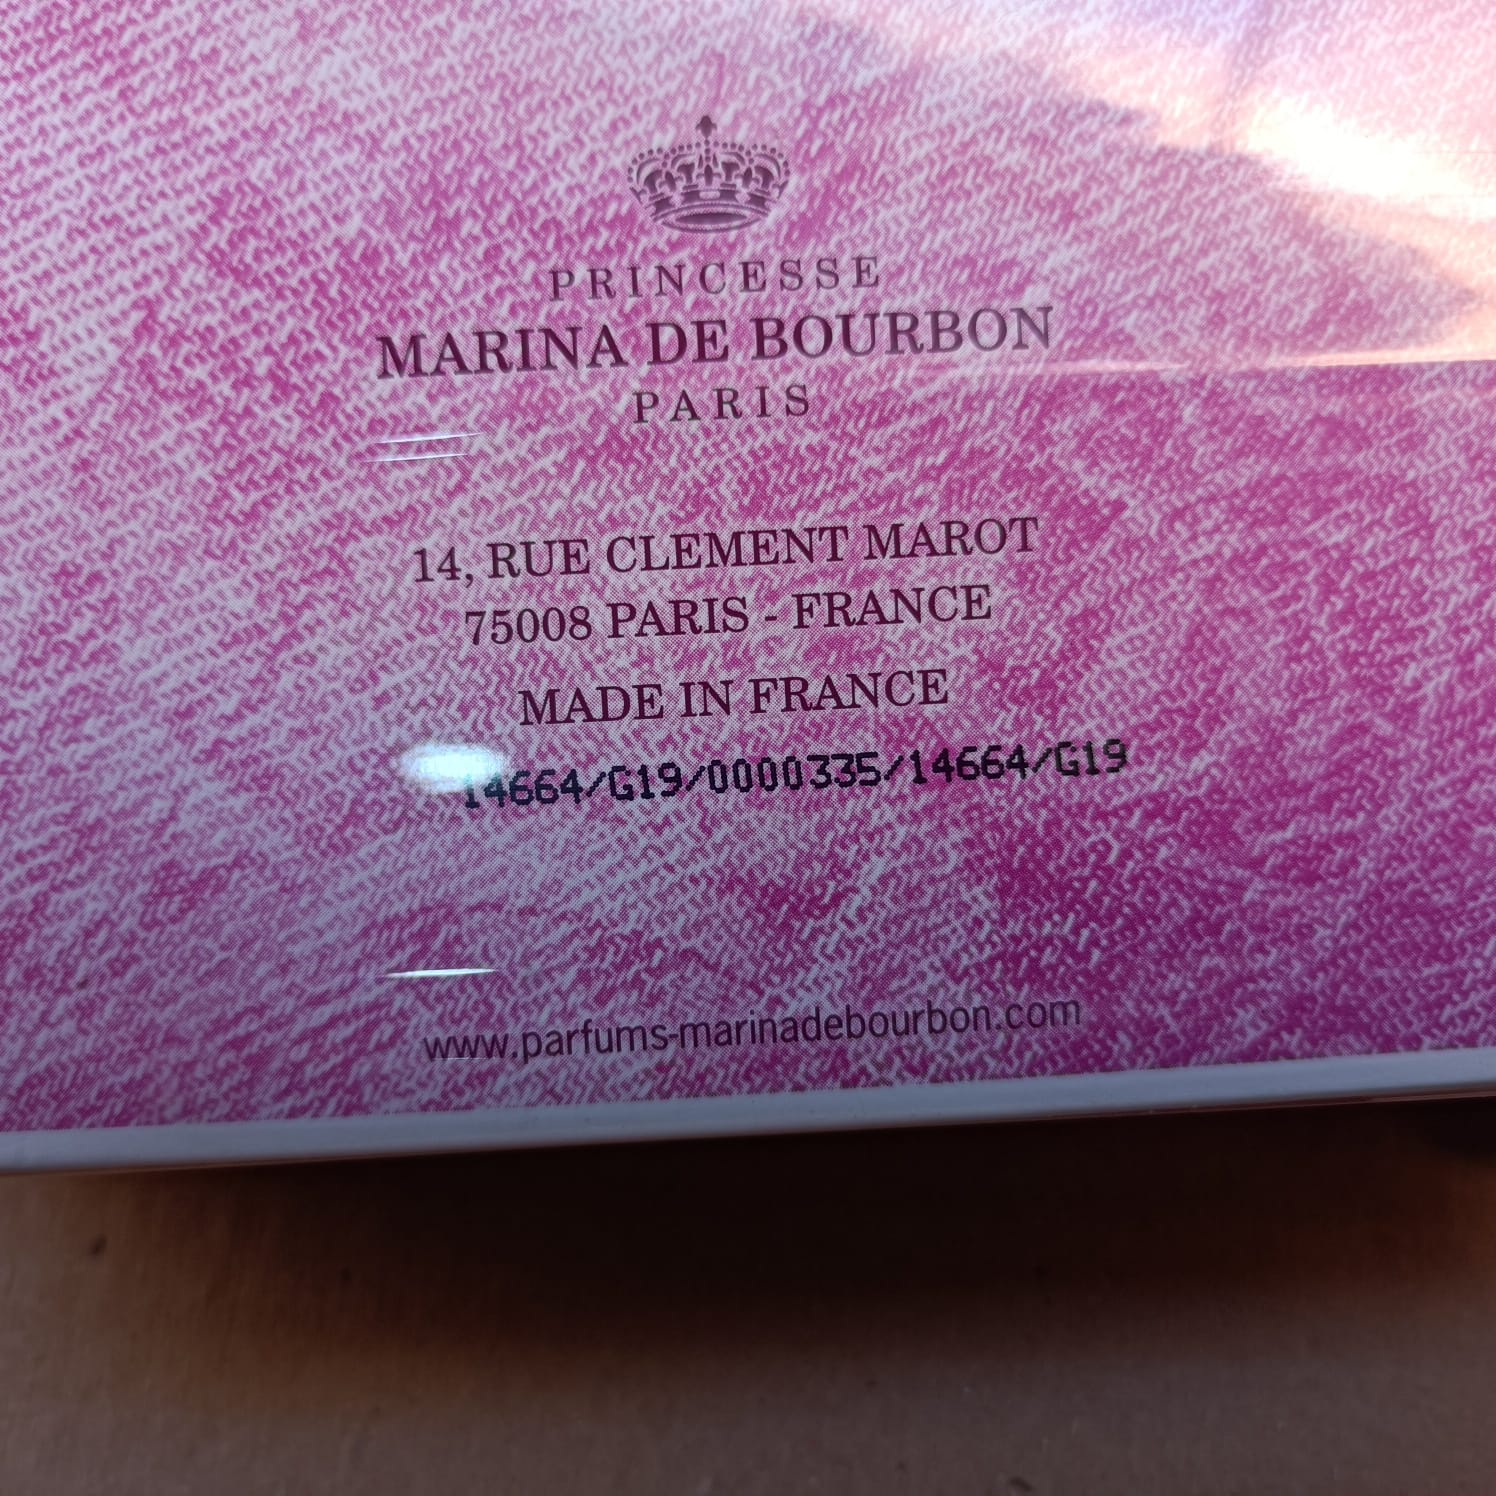 PRINCESSE
MARINA DE BOURBON
PARIS
14, RUE CLEMENT MAROT
75008 PARIS - FRANCE
MADE IN FRANCE
14664/G19/0000335/14664/G19
www.parfums-marinadebourbon.com